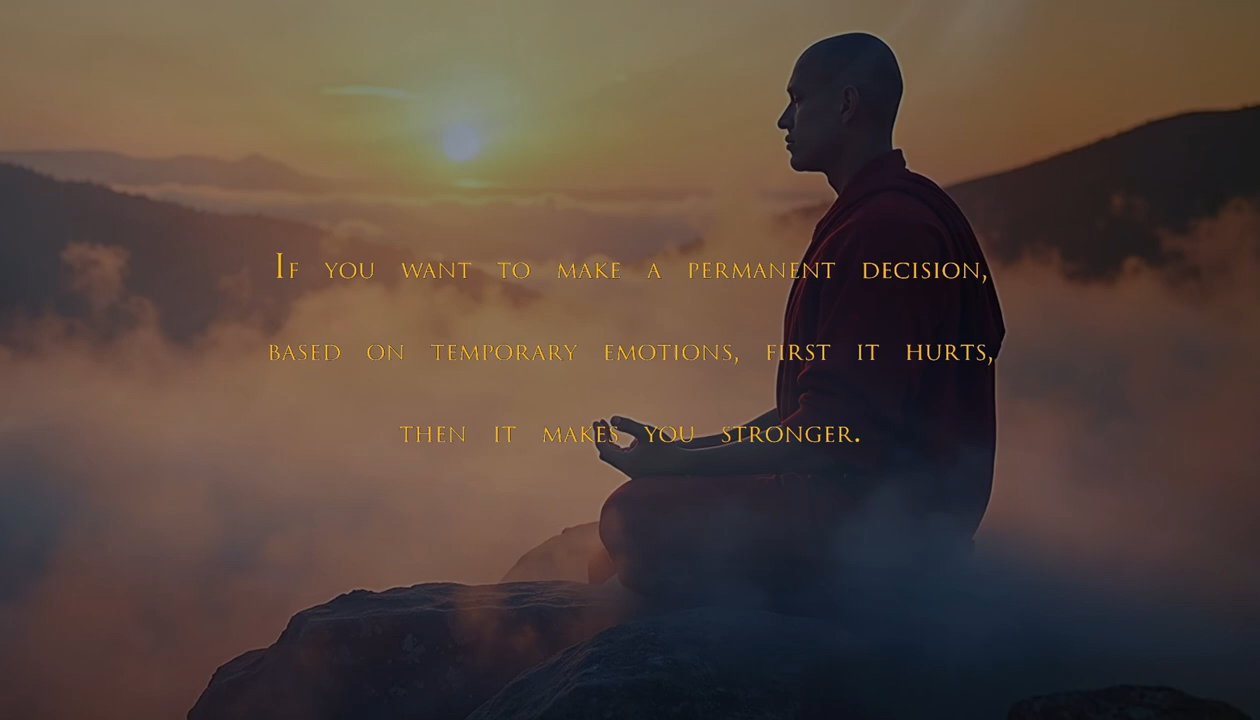 If you want to make a permanent decision,
based on temporary emotions, first it hurts,
then it makes you stronger.